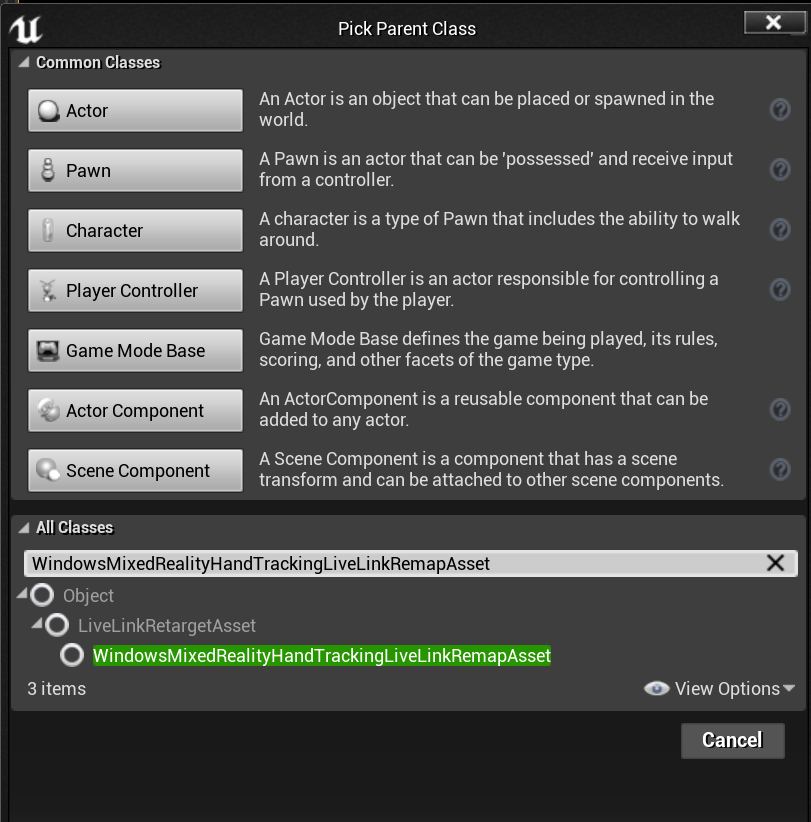 Pick Parent Class
Common Classes
Actor
An Actor is an object that can be placed or spawned in the
world.
Pawn
A Pawn is an actor that can be 'possessed' and receive input
from a controller.
Character
A character is a type of Pawn that includes the ability to walk
around.
Player Controller
A Player Controller is an actor responsible for controlling a
Pawn used by the player.
Game Mode Base
Game Mode Base defines the game being played, its rules,
scoring, and other facets of the game type.
Actor Component
An ActorComponent is a reusable component that can be
added to any actor.
Scene Component
A Scene Component is a component that has a scene
transform and can be attached to other scene components.
All Classes
WindowsMixedRealityHandTrackingLiveLinkRemapAsset
Object
LiveLinkRetargetAsset
WindowsMixedRealityHandTrackingLiveLinkRemapAsset
3 items
View Options
Cancel